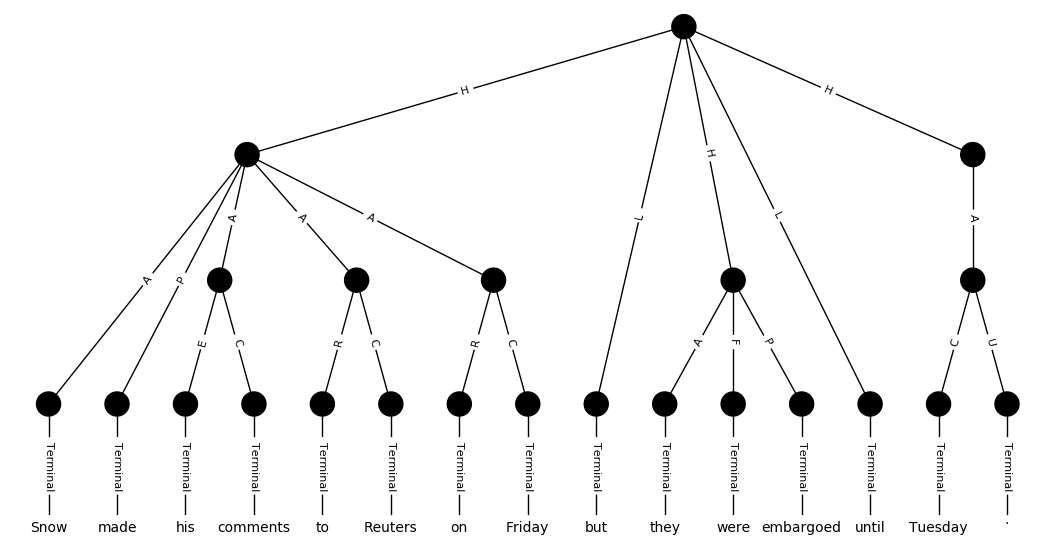 H H
H
A A A L L A
A P
E C R C R C A F P C U
Terminal Terminal Terminal Terminal Terminal Terminal Terminal Terminal Terminal Terminal Terminal Terminal Terminal Terminal Terminal
Snow made his comments to Reuters on Friday but they were embargoed until Tuesday .